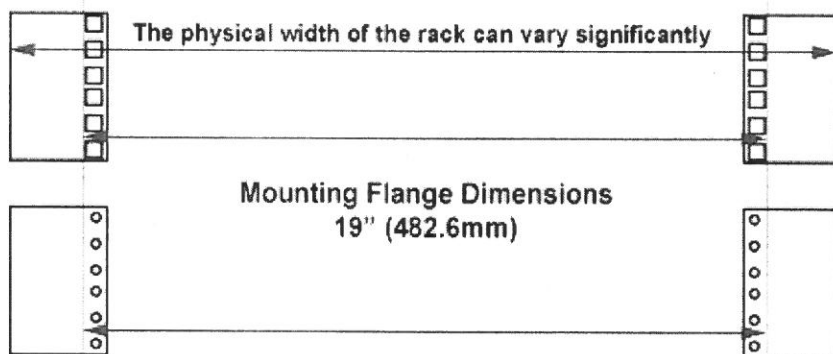 The physical width of the rack can vary significantly
Mounting Flange Dimensions
19” (482.6mm)